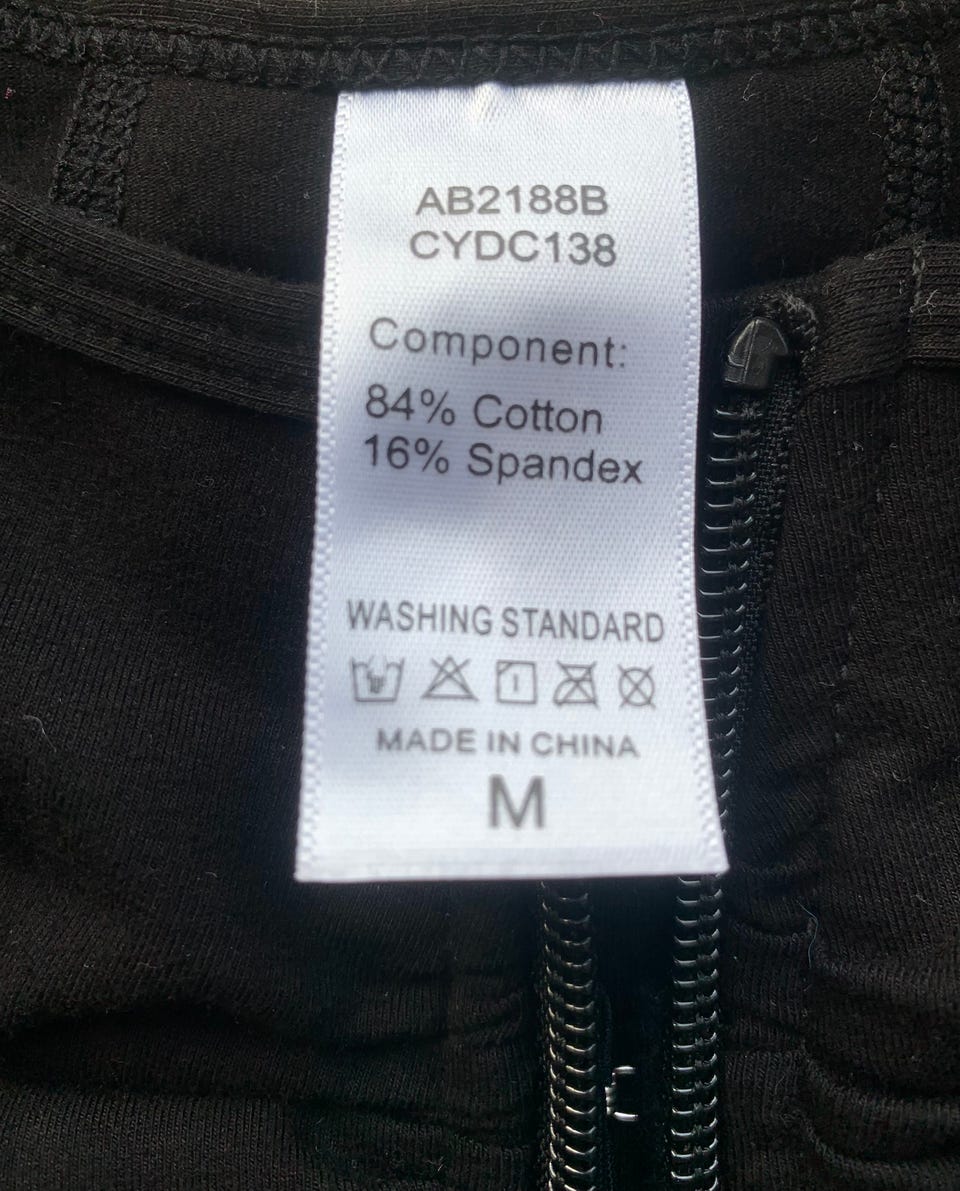 AB2188B
CYDC138
Component:
84% Cotton
16% Spandex
WASHING STANDARD
MADE IN CHINA
M